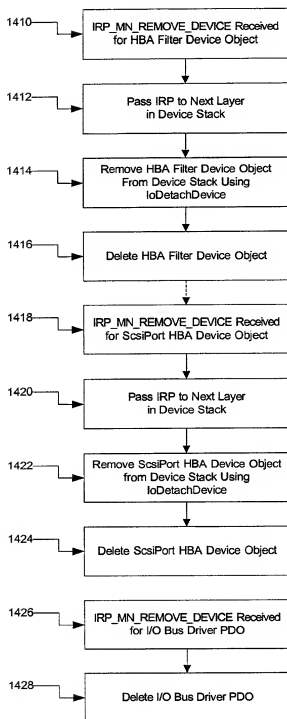 1410
IRP_MN_REMOVE_DEVICE Received
for HBA Filter Device Object
1412
Pass IRP to Next Layer
in Device Stack
1414
Remove HBA Filter Device Object
From Device Stack Using
IoDetachDevice
1416
Delete HBA Filter Device Object
1418
IRP_MN_REMOVE_DEVICE Received
for ScsiPort HBA Device Object
1420
Pass IRP to Next Layer
in Device Stack
1422
Remove ScsiPort HBA Device Object
from Device Stack Using
IoDetachDevice
1424
Delete ScsiPort HBA Device Object
1426
IRP_MN_REMOVE_DEVICE Received
for I/O Bus Driver PDO
1428
Delete I/O Bus Driver PDO